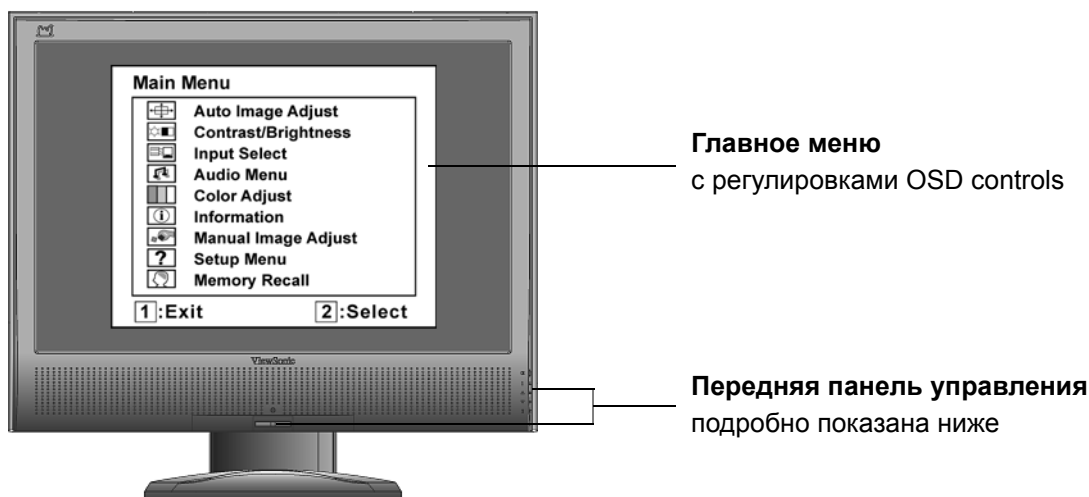 Main Menu
Auto Image Adjust
Contrast/Brightness
Input Select
Audio Menu
Color Adjust
Information
Manual Image Adjust
? Setup Menu
Memory Recall
1:Exit 2:Select
ViewSonic
Главное меню
с регулировками OSD controls
Передняя панель управления
подробно показана ниже